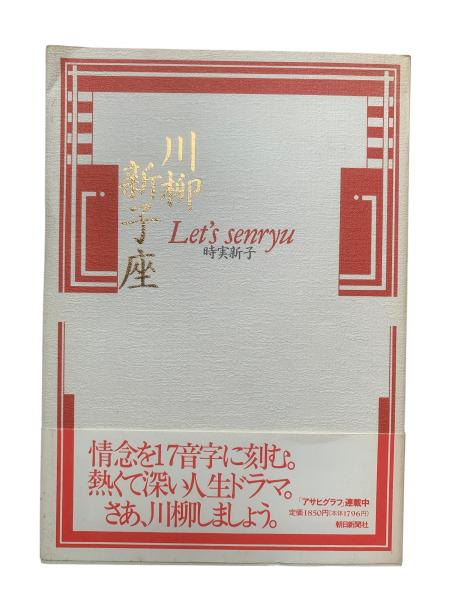 川柳
新子座
Let's senryu
時実新子
情念を17音字に刻む。
熱くて深い人生ドラマ。
さあ、川柳しましょう。
「アサヒグラフ」連載中
定価1850円(本体1796円)
朝日新聞社